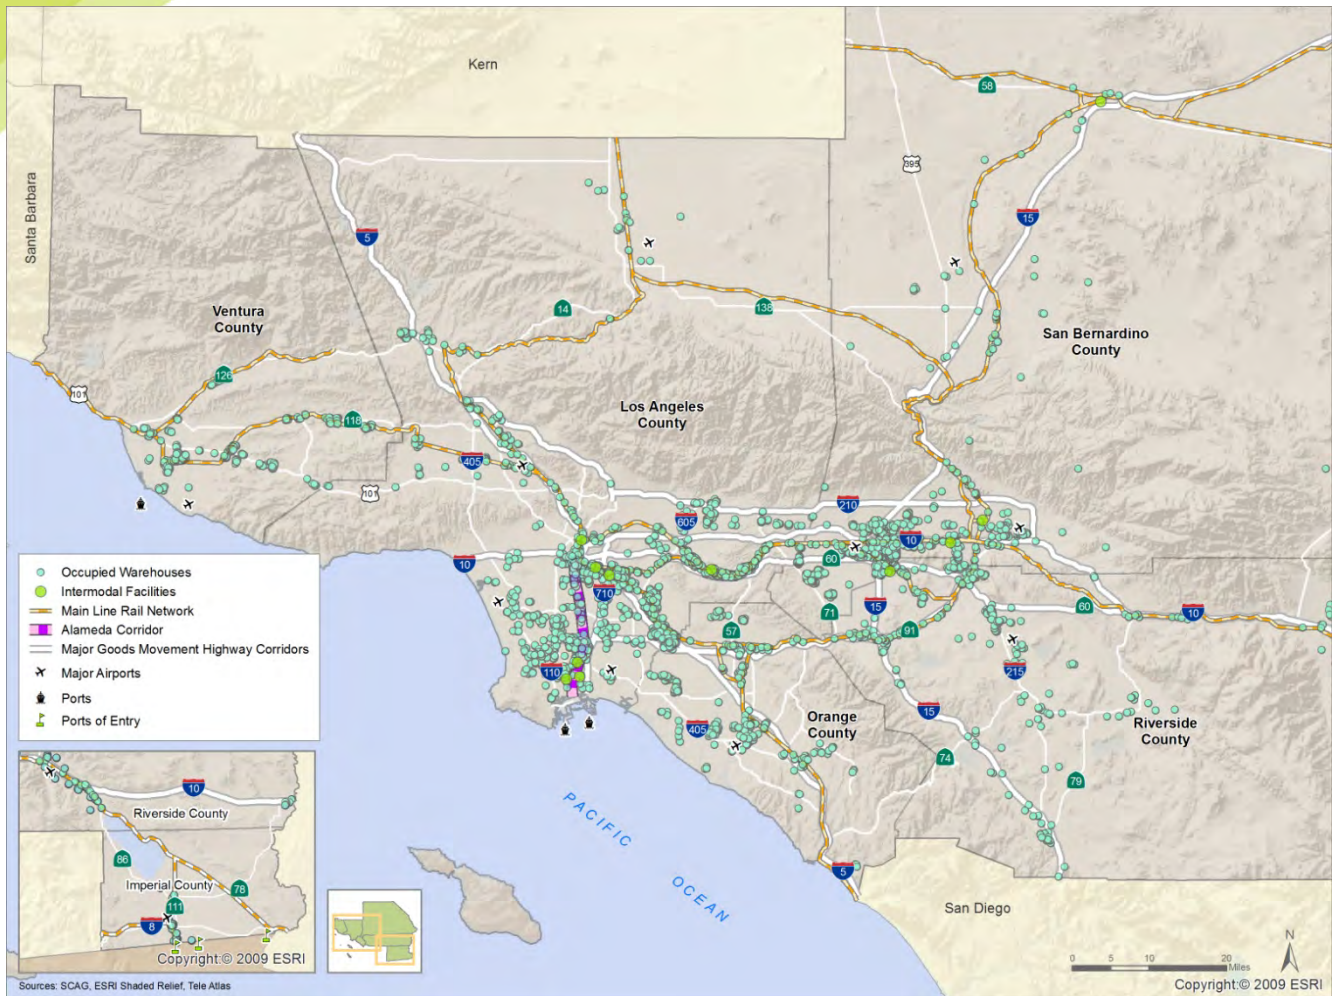 Kern
58
Santa Barbara
395
15
5
Ventura
County
14
138
San Bernardino
County
126
101
Los Angeles
County
118
405
101
210
605
10
60
10
710
15
71
60
10
57
91
110
215
Orange
County
15
Riverside
County
405
74
79
5
PACIFIC
OCEAN
San Diego
Occupied Warehouses
Intermodal Facilities
Main Line Rail Network
Alameda Corridor
Major Goods Movement Highway Corridors
Major Airports
Ports
Ports of Entry
10
Riverside County
86
Imperial County
78
111
8
Copyright:© 2009 ESRI
N
0 5 10 20
Miles
Copyright:© 2009 ESRI
Sources: SCAG, ESRI Shaded Relief, Tele Atlas